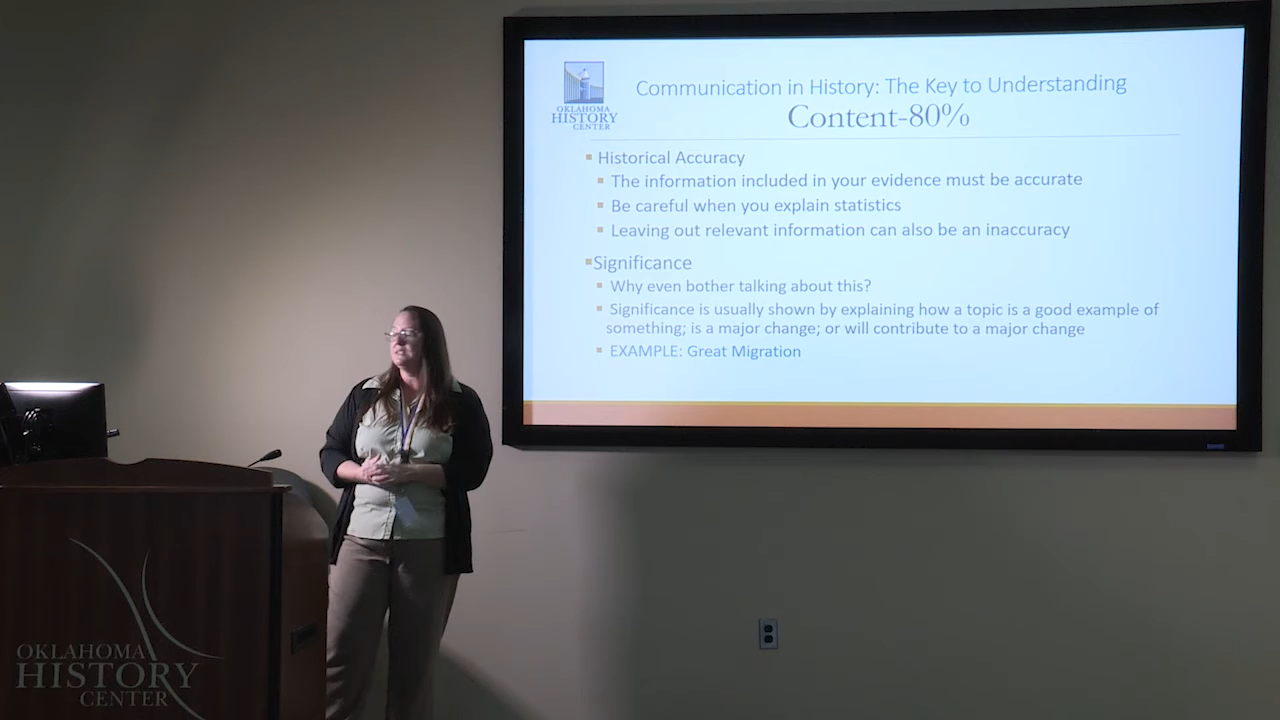 OKLAHOMA
HISTORY
CENTER
Communication in History: The Key to Understanding
Content-80%
Historical Accuracy
The information included in your evidence must be accurate
Be careful when you explain statistics
Leaving out relevant information can also be an inaccuracy
Significance
Why even bother talking about this?
Significance is usually shown by explaining how a topic is a good example of
something; is a major change; or will contribute to a major change
EXAMPLE: Great Migration
OKLAHOMA
HISTORY
CENTER